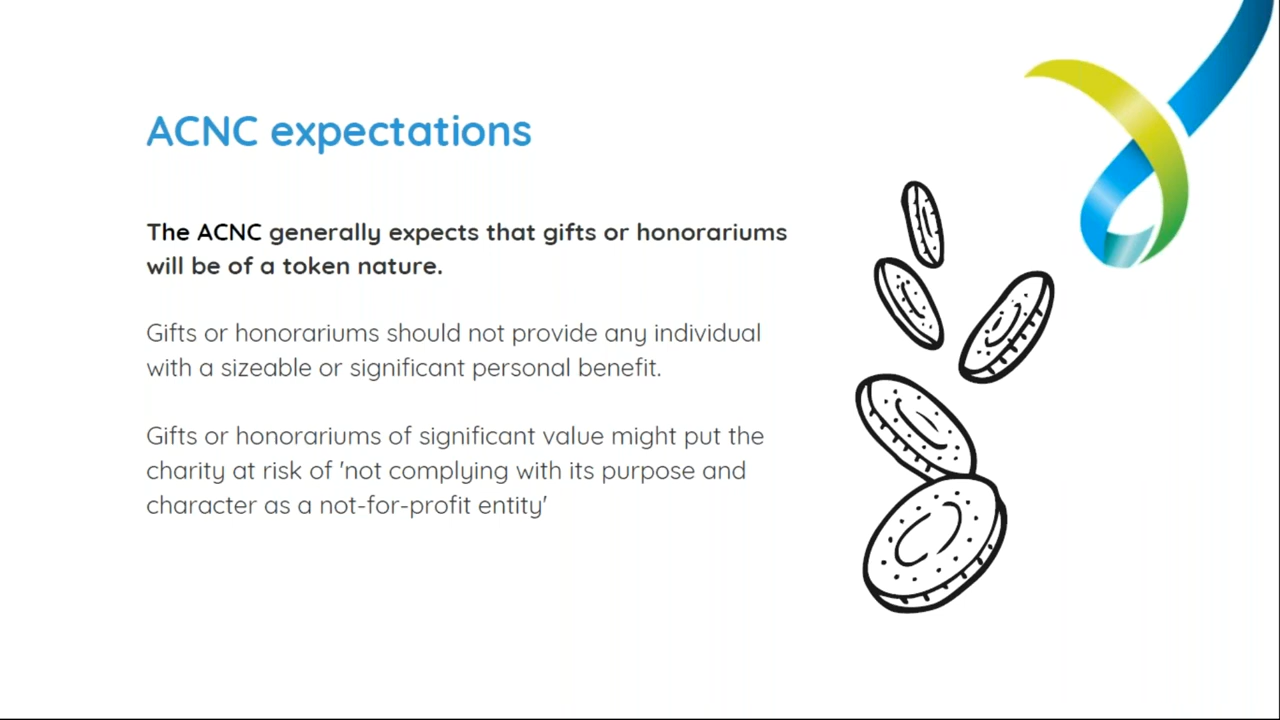 ACNC expectations
The ACNC generally expects that gifts or honorariums
will be of a token nature.
Gifts or honorariums should not provide any individual
with a sizeable or significant personal benefit.
Gifts or honorariums of significant value might put the
charity at risk of 'not complying with its purpose and
character as a not-for-profit entity'